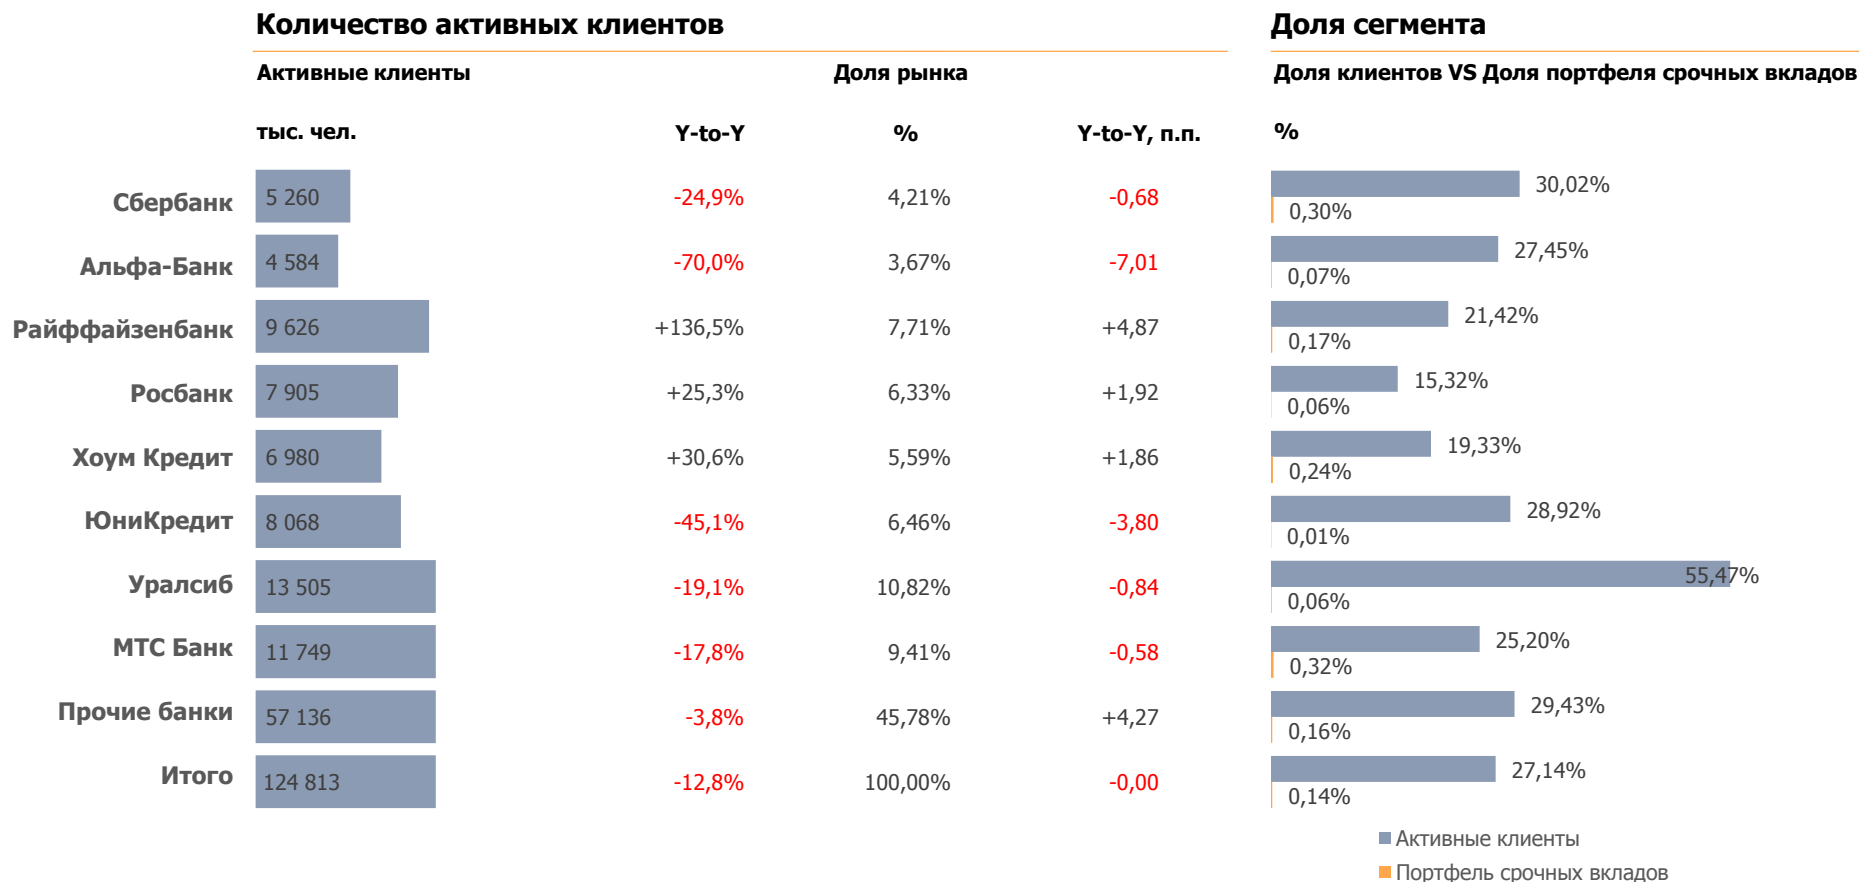 Количество активных клиентов
Доля сегмента
Активные клиенты
Доля рынка
Доля клиентов VS Доля портфеля срочных вкладов
тыс. чел.
Y-to-Y
%
Y-to-Y, п.п.
%
Сбербанк 5 260 -24,9% 4,21% -0,68 30,02% 0,30%
Альфа-Банк 4 584 -70,0% 3,67% -7,01 27,45% 0,07%
Райффайзенбанк 9 626 +136,5% 7,71% +4,87 21,42% 0,17%
Росбанк 7 905 +25,3% 6,33% +1,92 15,32% 0,06%
Хоум Кредит 6 980 +30,6% 5,59% +1,86 19,33% 0,24%
ЮниКредит 8 068 -45,1% 6,46% -3,80 28,92% 0,01%
Уралсиб 13 505 -19,1% 10,82% -0,84 55,47% 0,06%
МТС Банк 11 749 -17,8% 9,41% -0,58 25,20% 0,32%
Прочие банки 57 136 -3,8% 45,78% +4,27 29,43% 0,16%
Итого 124 813 -12,8% 100,00% -0,00 27,14% 0,14%
Активные клиенты
Портфель срочных вкладов